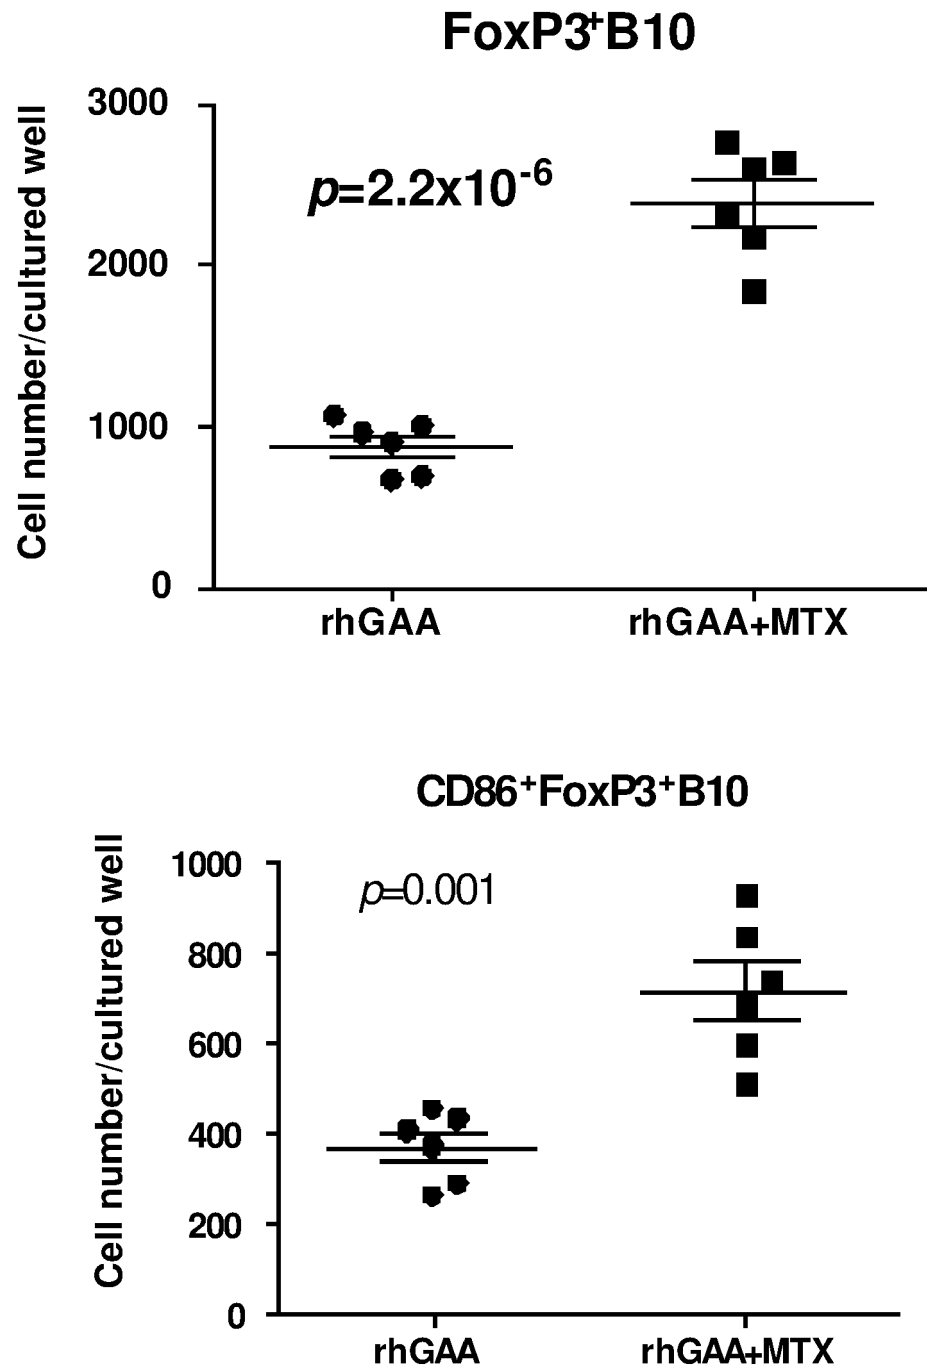 FoxP3⁺B10
Cell number/cultured well
3000
2000
1000
0
p=2.2x10⁻⁶
rhGAA
rhGAA+MTX
CD86⁺FoxP3⁺B10
Cell number/cultured well
1000
800
600
400
200
0
p=0.001
rhGAA
rhGAA+MTX